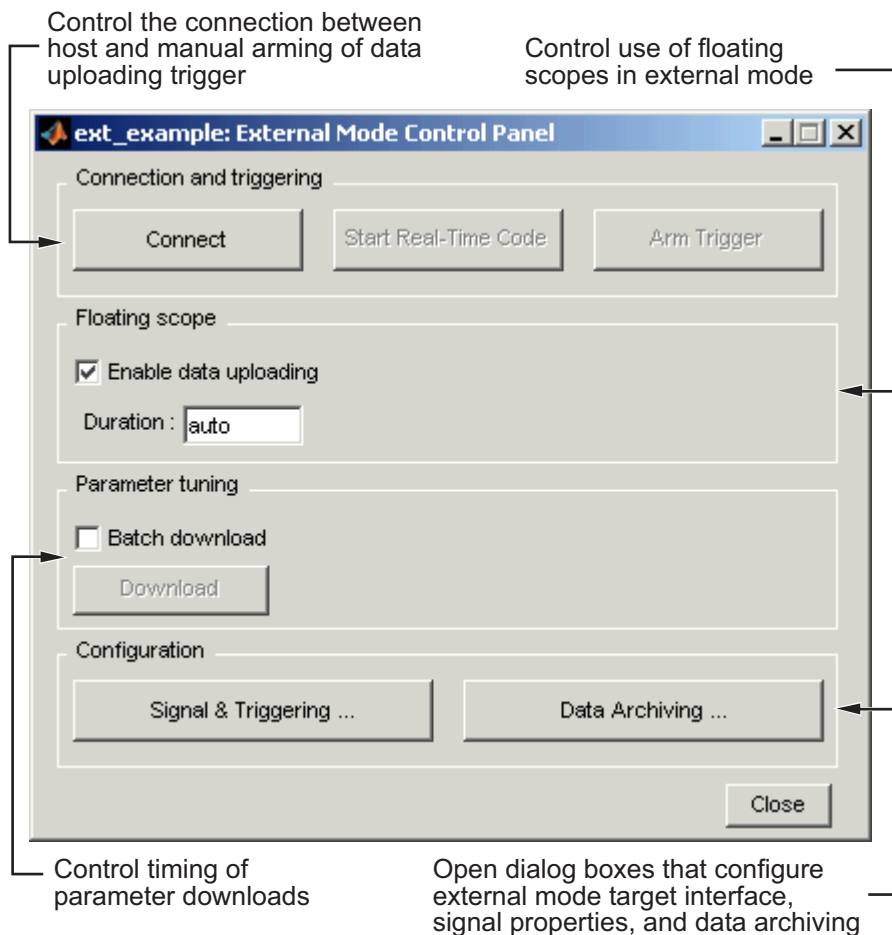 Control the connection between
host and manual arming of data
uploading trigger
Control use of floating
scopes in external mode
ext_example: External Mode Control Panel
Connection and triggering
Connect
Start Real-Time Code
Arm Trigger
Floating scope
Enable data uploading
Duration : auto
Parameter tuning
Batch download
Download
Configuration
Signal & Triggering ...
Data Archiving ...
Close
Control timing of
parameter downloads
Open dialog boxes that configure
external mode target interface,
signal properties, and data archiving